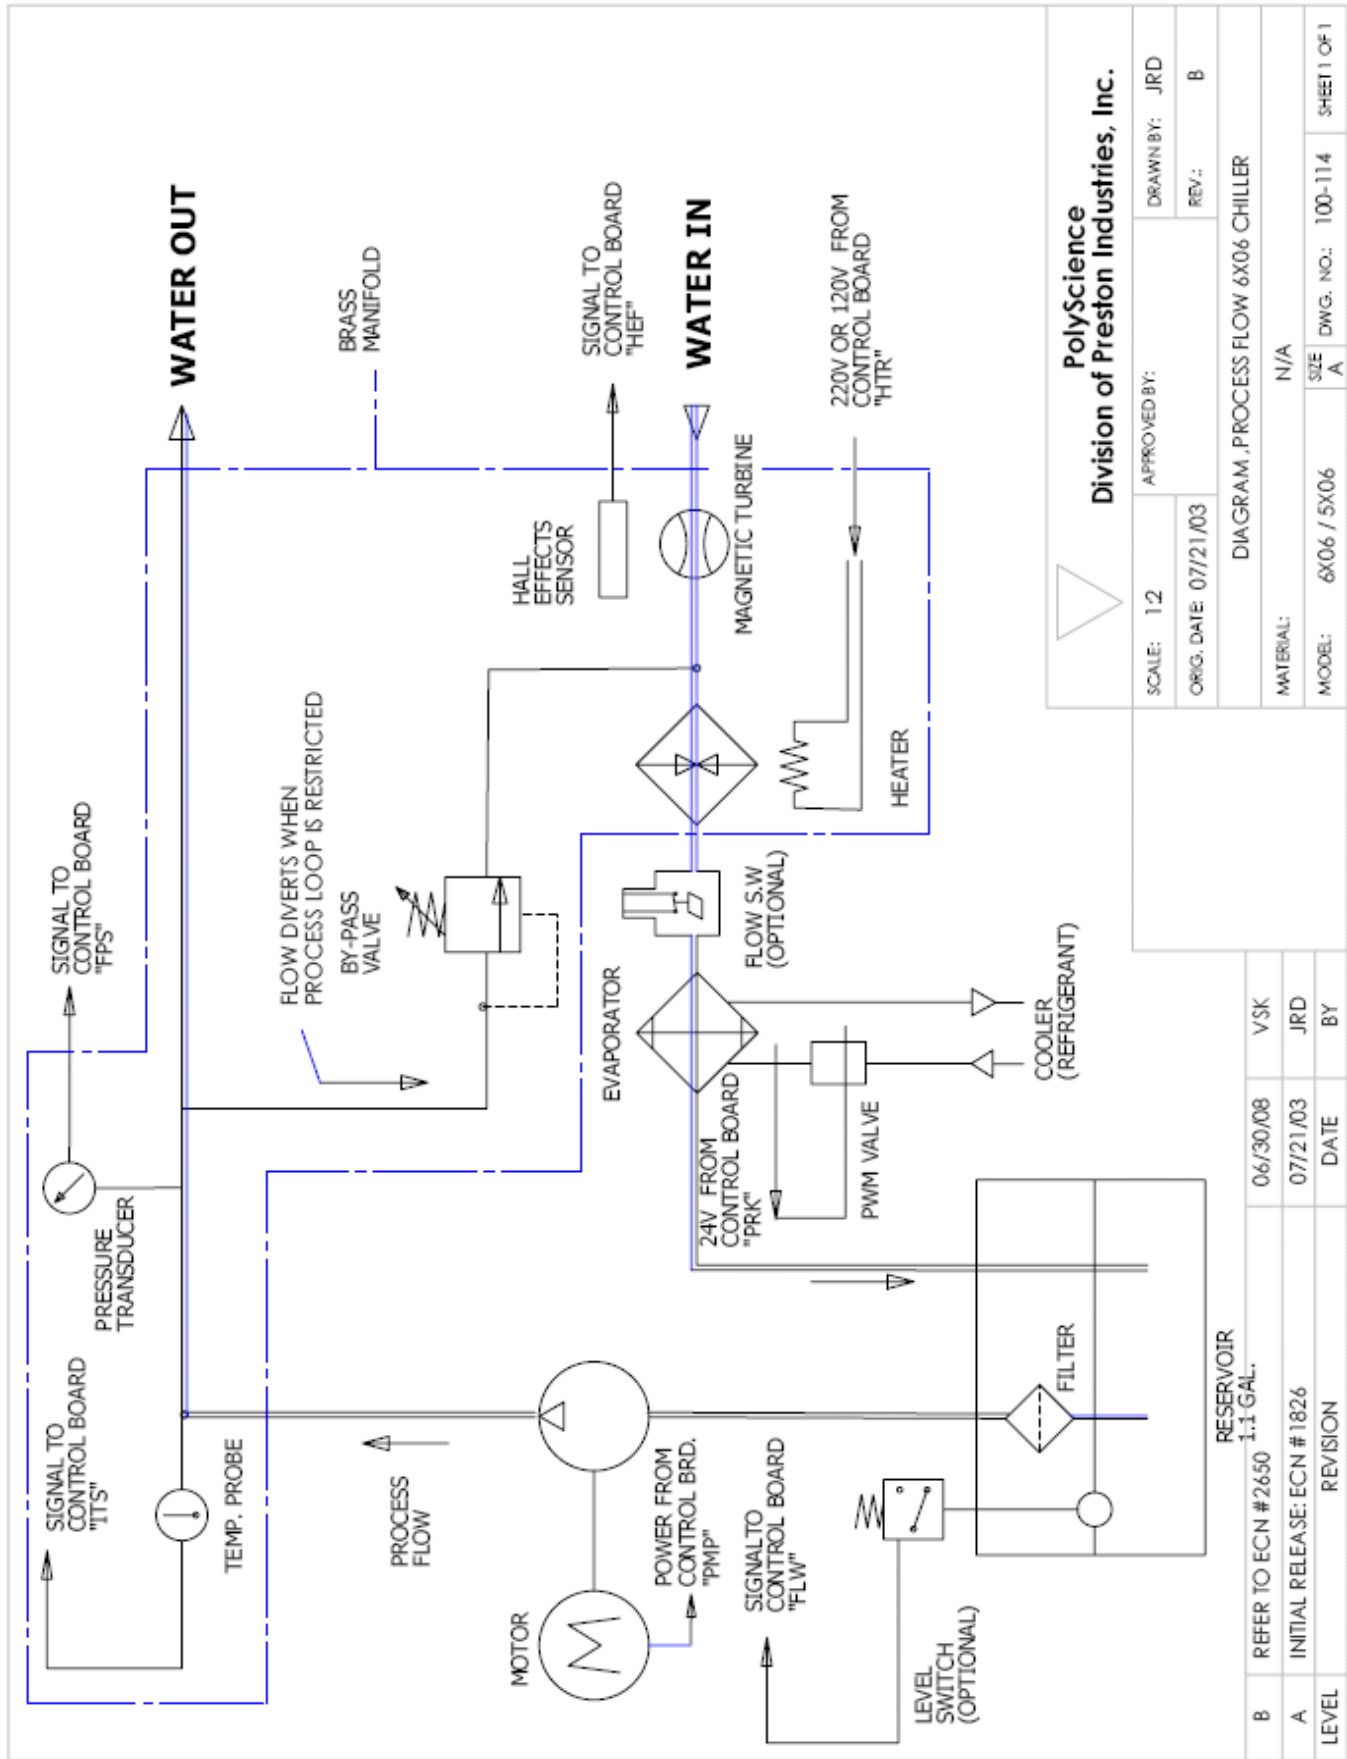 SIGNAL TO
CONTROL BOARD
"ITS"
TEMP. PROBE
PRESSURE
TRANSDUCER
SIGNAL TO
CONTROL BOARD
"FPS"
WATER OUT
BRASS
MANIFOLD
FLOW DIVERTS WHEN
PROCESS LOOP IS RESTRICTED
BY-PASS
VALVE
PROCESS
FLOW
MOTOR
POWER FROM
CONTROL BRD.
"PMP"
HALL
EFFECTS
SENSOR
SIGNAL TO
CONTROL BOARD
"HEF"
WATER IN
MAGNETIC TURBINE
EVAPORATOR
FLOW S.W
(OPTIONAL)
HEATER
220V OR 120V FROM
CONTROL BOARD
"HTR"
24V FROM
CONTROL BOARD
"PRK"
PWM VALVE
COOLER
(REFRIGERANT)
SIGNAL TO
CONTROL BOARD
"FLW"
LEVEL
SWITCH
(OPTIONAL)
FILTER
RESERVOIR
1.1 GAL.
B REFER TO ECN #2650 06/30/08 VSK
A INITIAL RELEASE: ECN # 1826 07/21/03 JRD
LEVEL REVISION DATE BY
PolyScience
Division of Preston Industries, Inc.
SCALE: 1:2 APPROVED BY: DRAWN BY: JRD
ORIG. DATE: 07/21/03 REV.: B
DIAGRAM,PROCESS FLOW 6X06 CHILLER
MATERIAL: N/A
MODEL: 6X06 / 5X06 SIZE A DWG. NO.: 100-114 SHEET 1 OF 1